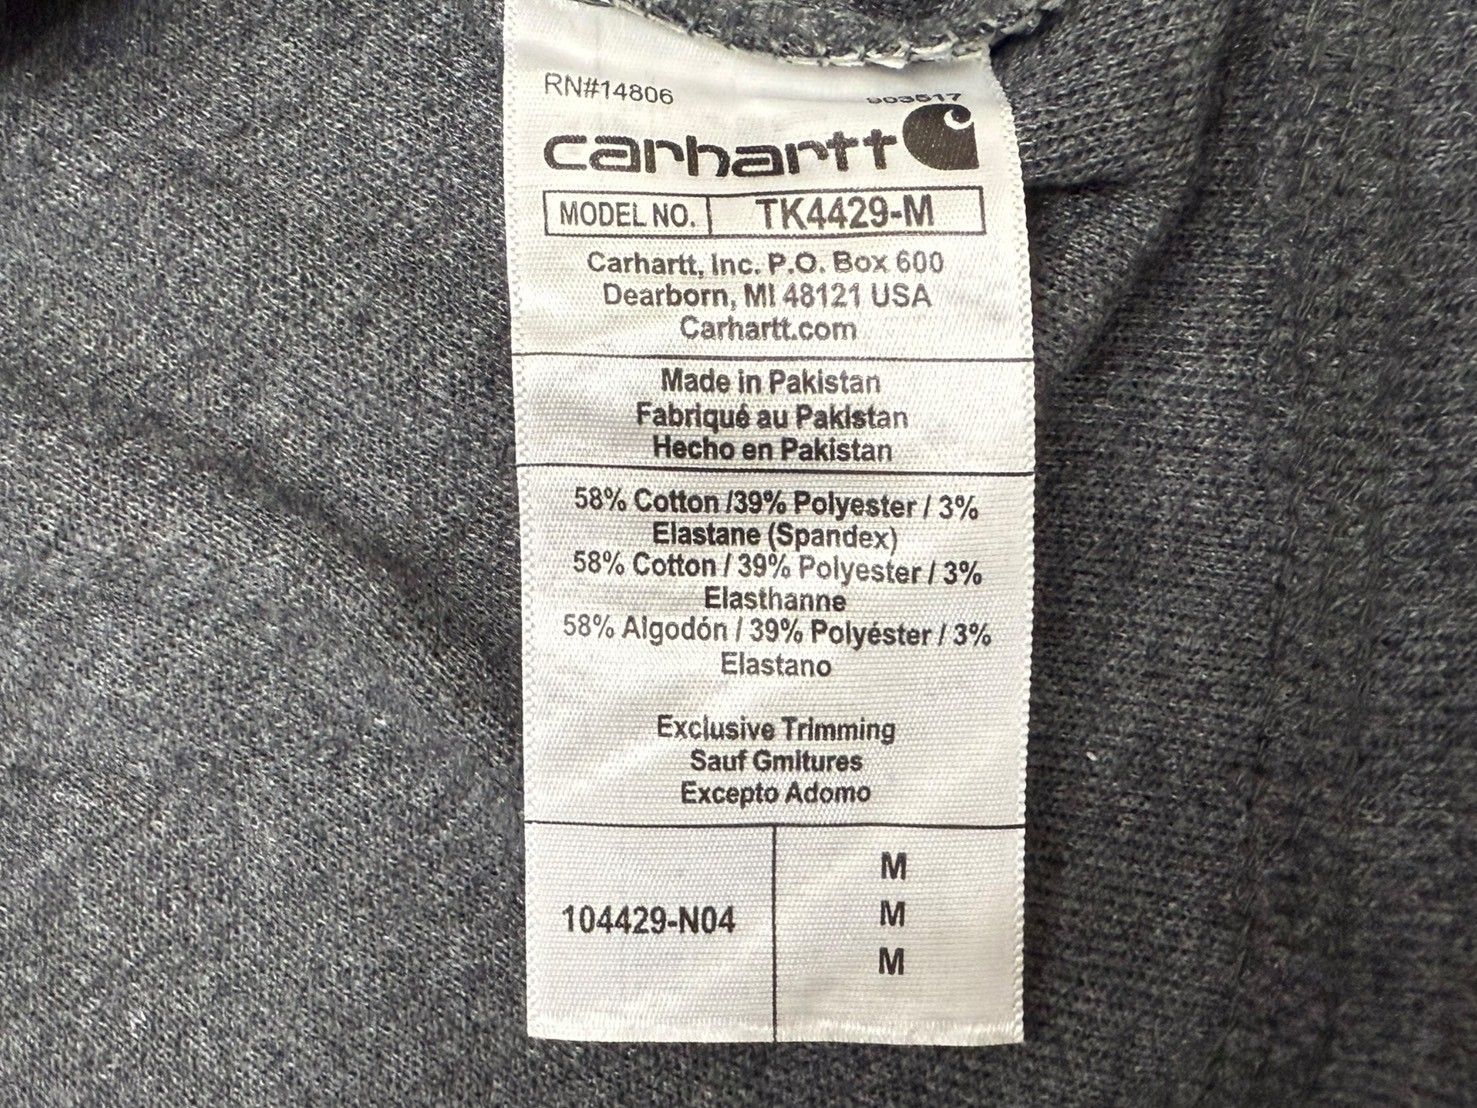 RN#14806
903517
carhartt
MODEL NO. TK4429-M
Carhartt, Inc. P.O. Box 600
Dearborn, MI 48121 USA
Carhartt.com
Made in Pakistan
Fabriqué au Pakistan
Hecho en Pakistan
58% Cotton /39% Polyester / 3%
Elastane (Spandex)
58% Cotton / 39% Polyester / 3%
Elasthanne
58% Algodón / 39% Polyéster / 3%
Elastano
Exclusive Trimming
Sauf Gmitures
Excepto Adomo
104429-N04
M
M
M